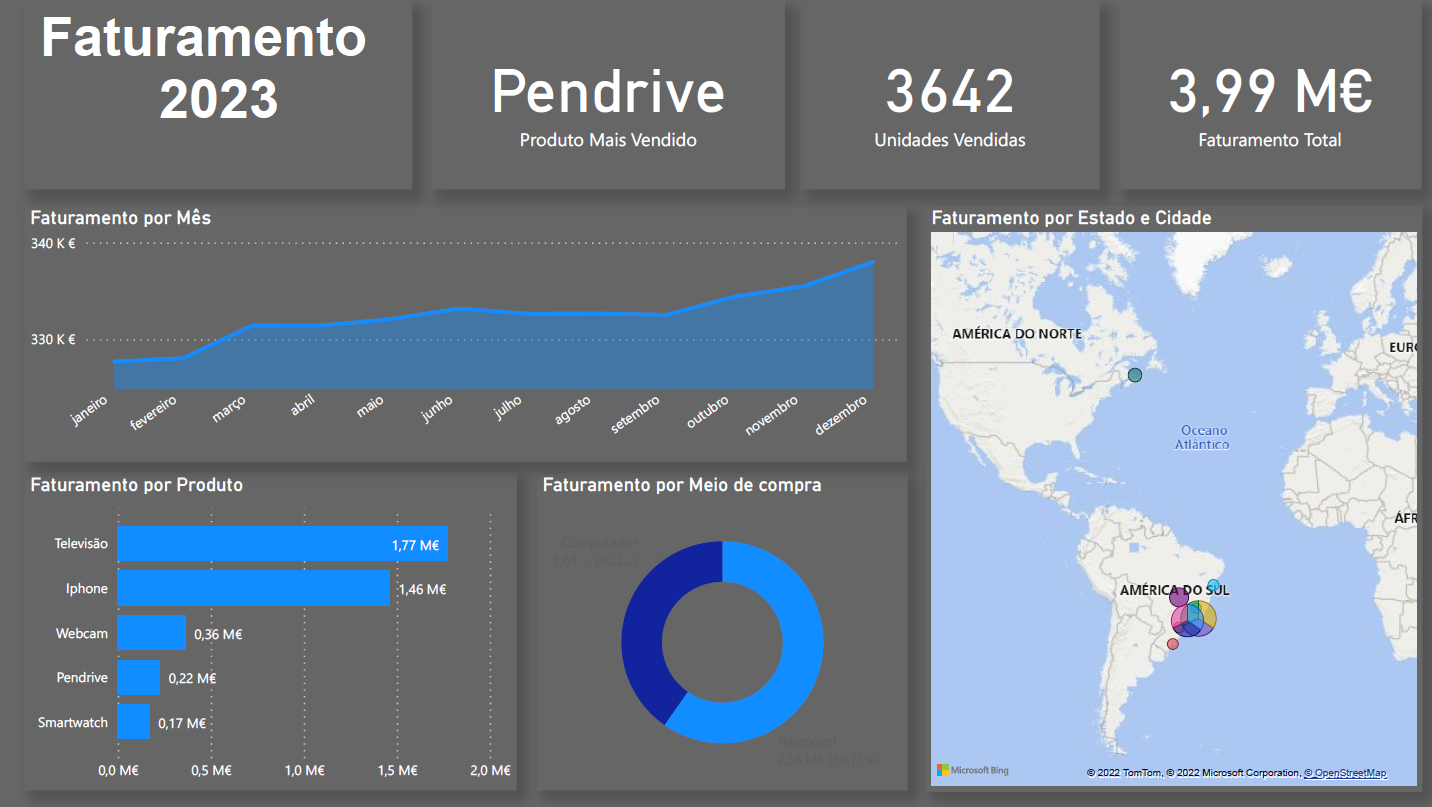 Faturamento
2023
Pendrive
Produto Mais Vendido
3642
Unidades Vendidas
3,99 M€
Faturamento Total
Faturamento por Mês
340 K €
330 K €
janeiro
fevereiro
março
abril
maio
junho
julho
agosto
setembro
outubro
novembro
dezembro
Faturamento por Produto
Televisão
1,77 M€
Iphone
1,46 M€
Webcam
0,36 M€
Pendrive
0,22 M€
Smartwatch
0,17 M€
0,0 M€
0,5 M€
1,0 M€
1,5 M€
2,0 M€
Faturamento por Meio de compra
Computador
1,61 ... (40,2...)
Telemóvel
2,38 M€ (59,73%)
Faturamento por Estado e Cidade
AMÉRICA DO NORTE
EURO
Oceano
Atlântico
ÁFR
AMÉRICA DO SUL
Microsoft Bing
© 2022 TomTom, © 2022 Microsoft Corporation, © OpenStreetMap